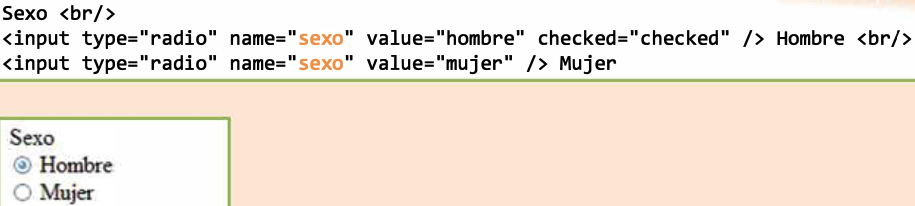 Sexo <br/>
<input type="radio" name="sexo" value="hombre" checked="checked" /> Hombre <br/>
<input type="radio" name="sexo" value="mujer" /> Mujer
Sexo
Hombre
Mujer